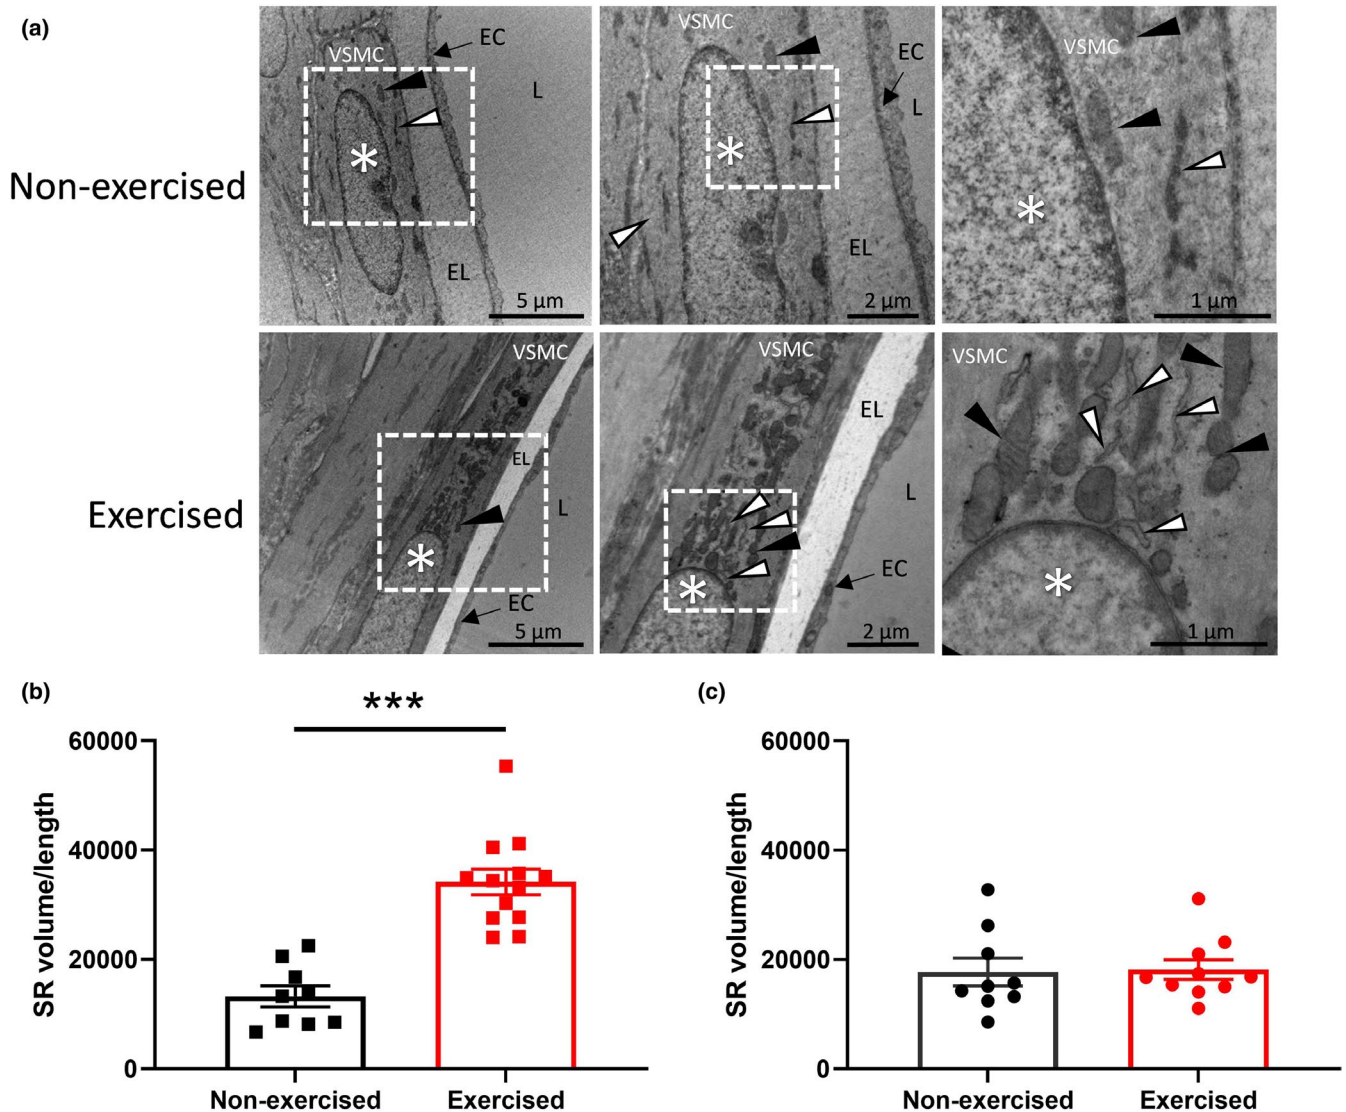 (a)
Non-exercised
VSMC
EC
L
EL
5 µm
VSMC
EC
L
EL
2 µm
VSMC
1 µm
*
*
*
Exercised
VSMC
EL
L
EC
5 µm
VSMC
EL
L
EC
2 µm
VSMC
1 µm
*
*
*
(b)
***
SR volume/length
60000
40000
20000
0
Non-exercised
Exercised
(c)
SR volume/length
60000
40000
20000
0
Non-exercised
Exercised